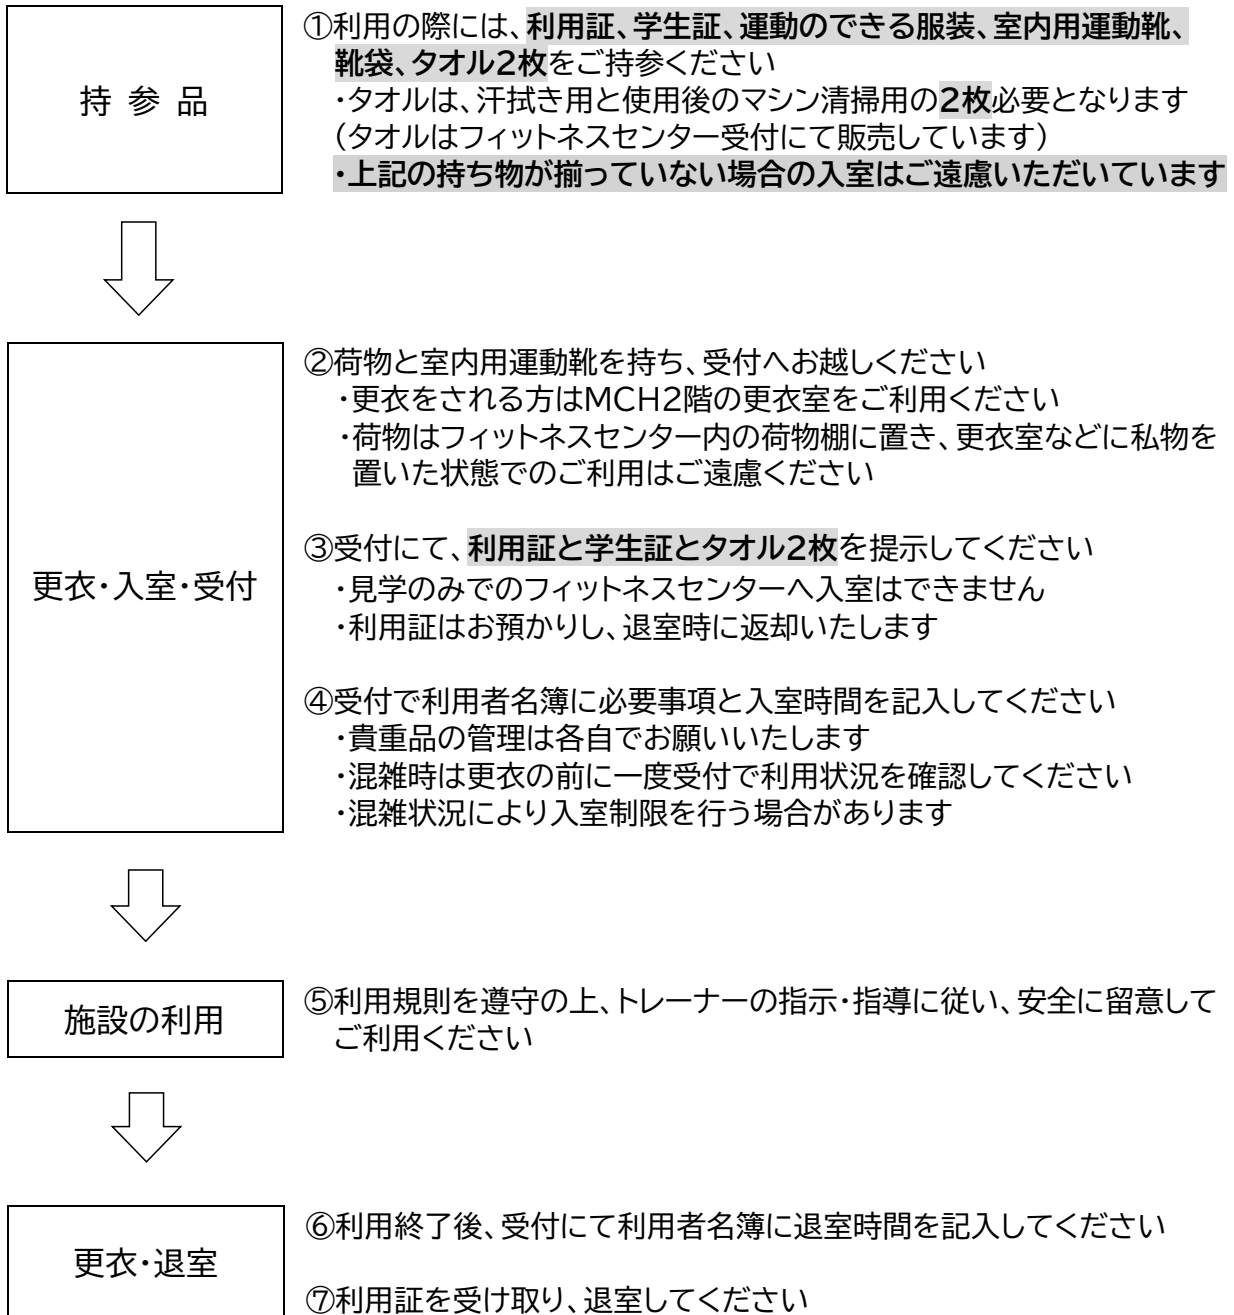 持 参 品
①利用の際には、利用証、学生証、運動のできる服装、室内用運動靴、
靴袋、タオル2枚をご持参ください
・タオルは、汗拭き用と使用後のマシン清掃用の2枚必要となります
（タオルはフィットネスセンター受付にて販売しています）
・上記の持ち物が揃っていない場合の入室はご遠慮いただいています
更衣・入室・受付
②荷物と室内用運動靴を持ち、受付へお越しください
・更衣をされる方はMCH2階の更衣室をご利用ください
・荷物はフィットネスセンター内の荷物棚に置き、更衣室などに私物を
置いた状態でのご利用はご遠慮ください
③受付にて、利用証と学生証とタオル2枚を提示してください
・見学のみでのフィットネスセンターへ入室はできません
・利用証はお預かりし、退室時に返却いたします
④受付で利用者名簿に必要事項と入室時間を記入してください
・貴重品の管理は各自でお願いいたします
・混雑時は更衣の前に一度受付で利用状況を確認してください
・混雑状況により入室制限を行う場合があります
施設の利用
⑤利用規則を遵守の上、トレーナーの指示・指導に従い、安全に留意して
ご利用ください
更衣・退室
⑥利用終了後、受付にて利用者名簿に退室時間を記入してください
⑦利用証を受け取り、退室してください